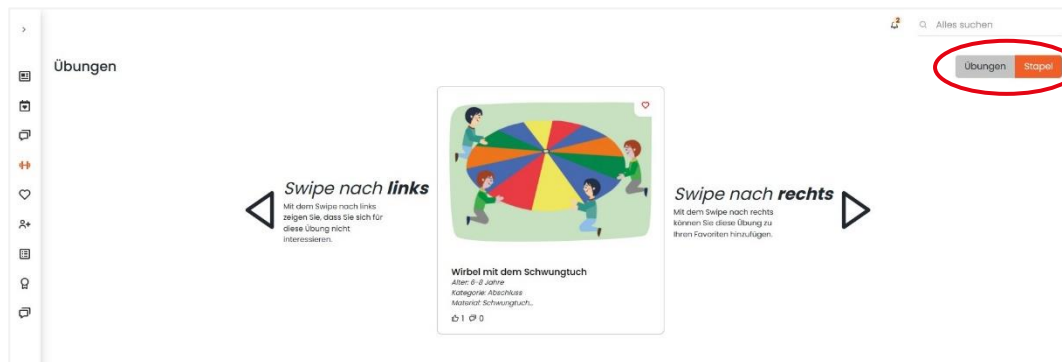 2
Alles suchen
Übungen
Übungen Stapel
Swipe nach links
Mit dem Swipe nach links
zeigen Sie, dass Sie sich für
diese Übung nicht
interessieren.
Swipe nach rechts
Mit dem Swipe nach rechts
können Sie diese Übung zu
Ihren Favoriten hinzufügen.
Wirbel mit dem Schwungtuch
Alter: 6-8 Jahre
Kategorie: Abschluss
Material: Schwungtuch...
1 0